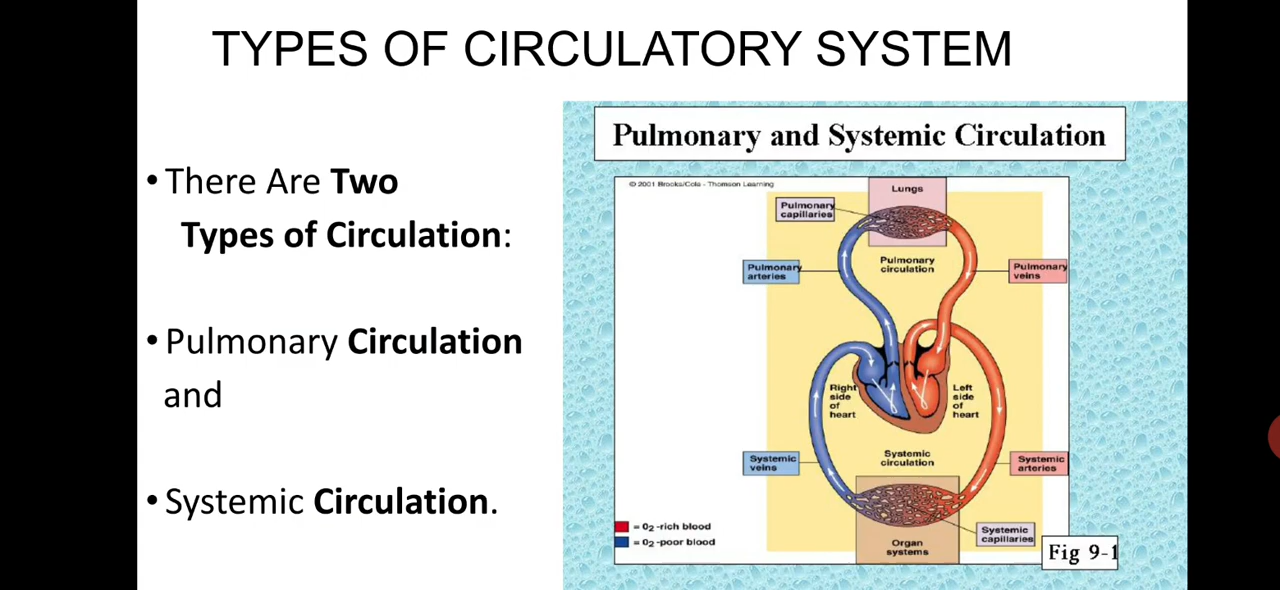 TYPES OF CIRCULATORY SYSTEM
• There Are Two
Types of Circulation:
• Pulmonary Circulation
and
• Systemic Circulation.
Pulmonary and Systemic Circulation
© 2001 Brooks/Cole - Thomson Learning
Lungs
Pulmonary
capillaries
Pulmonary
circulation
Pulmonary
arteries
Pulmonary
veins
Right
side
of
heart
Left
side
of
heart
Systemic
circulation
Systemic
veins
Systemic
arteries
Systemic
capillaries
Organ
systems
= O₂-rich blood
= O₂-poor blood
Fig 9-1